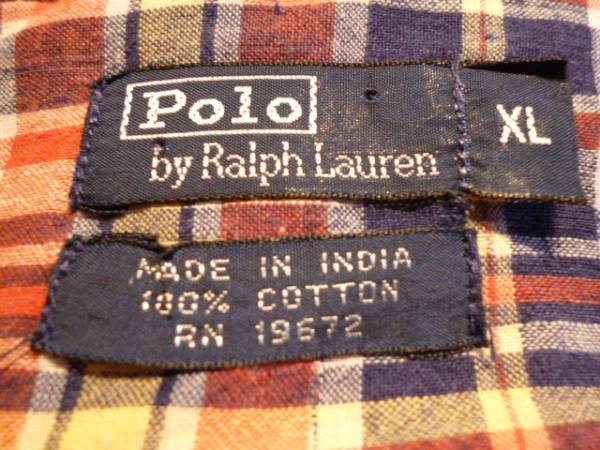 Polo
by Ralph Lauren
XL
MADE IN INDIA
100% COTTON
RN 19672